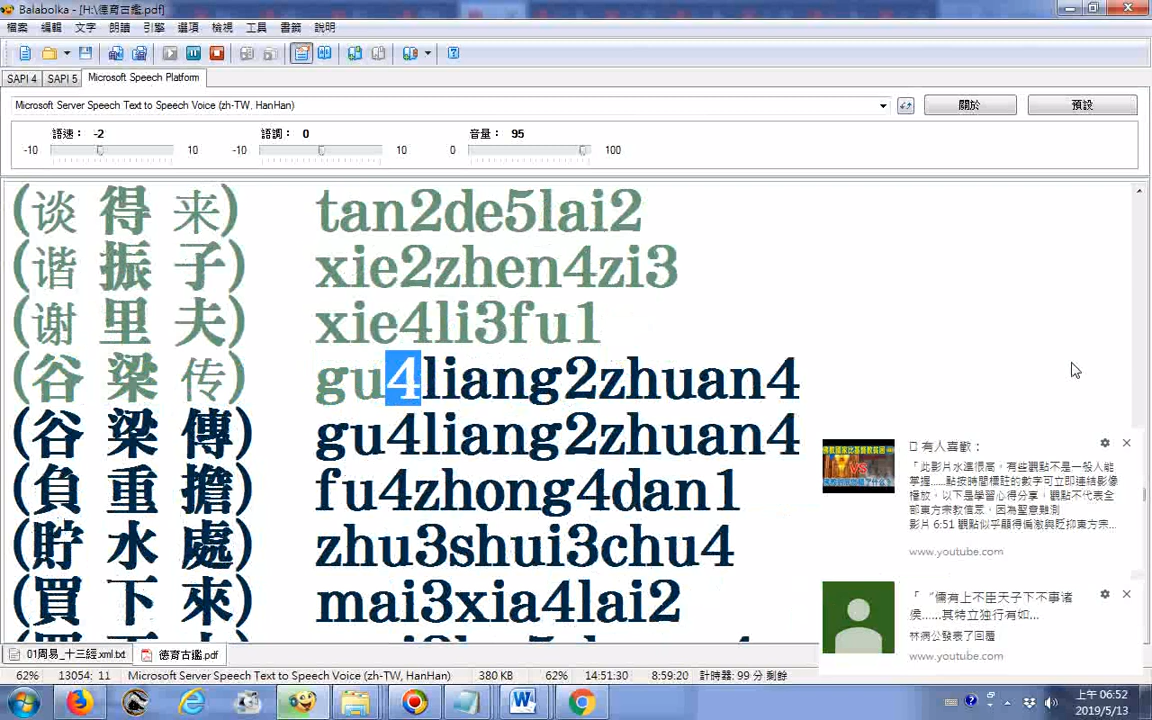 Balabolka - [H:\德育古鑑.pdf]
檔案 編輯 文字 朗讀 引擎 選項 檢視 工具 書籤 說明
SAPI 4 SAPI 5 Microsoft Speech Platform
Microsoft Server Speech Text to Speech Voice (zh-TW, HanHan)
關於 預設
語速： -2 語調： 0 音量： 95
-10 10 -10 10 0 100
(谈 得 来) tan2de5lai2
(谐 振 子) xie2zhen4zi3
(谢 里 夫) xie4li3fu1
(谷 梁 传) gu4liang2zhuan4
(谷 梁 傳) gu4liang2zhuan4
(負 重 擔) fu4zhong4dan1
(貯 水 處) zhu3shui3chu4
(買 下 來) mai3xia4lai2
有人喜歡：
「此影片水準很高，有些觀點不是一般人能
掌握......點按時間標註的數字可立即連結影像
播放，以下是學習心得分享，觀點不代表全
部東方宗教信眾，因為聖意難測
影片 6:51 觀點似乎顯得偏激與貶抑東方宗...
www.youtube.com
「“儒有上不臣天子下不事诸
侯......其特立独行有如...
林病公發表了回覆
www.youtube.com
01周易_十三經.xml.txt 德育古鑑.pdf
62% 13054: 11 Microsoft Server Speech Text to Speech Voice (zh-TW, HanHan) 380 KB 62% 14:51:30 8:59:20 計時器: 99 分 剩餘
上午 06:52
2019/5/13